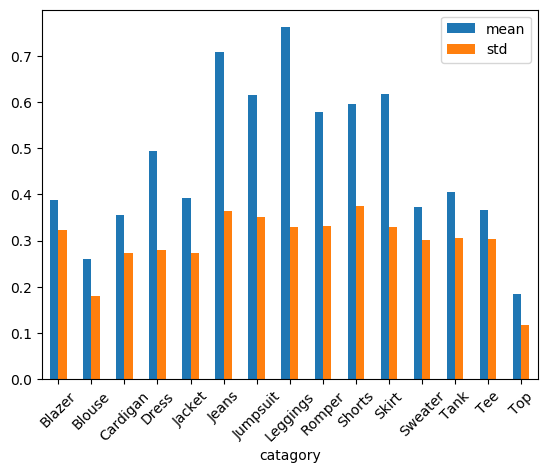 mean
std
0.7
0.6
0.5
0.4
0.3
0.2
0.1
0.0
Blazer
Blouse
Cardigan
Dress
Jacket
Jeans
Jumpsuit
Leggings
Romper
Shorts
Skirt
Sweater
Tank
Tee
Top
catagory